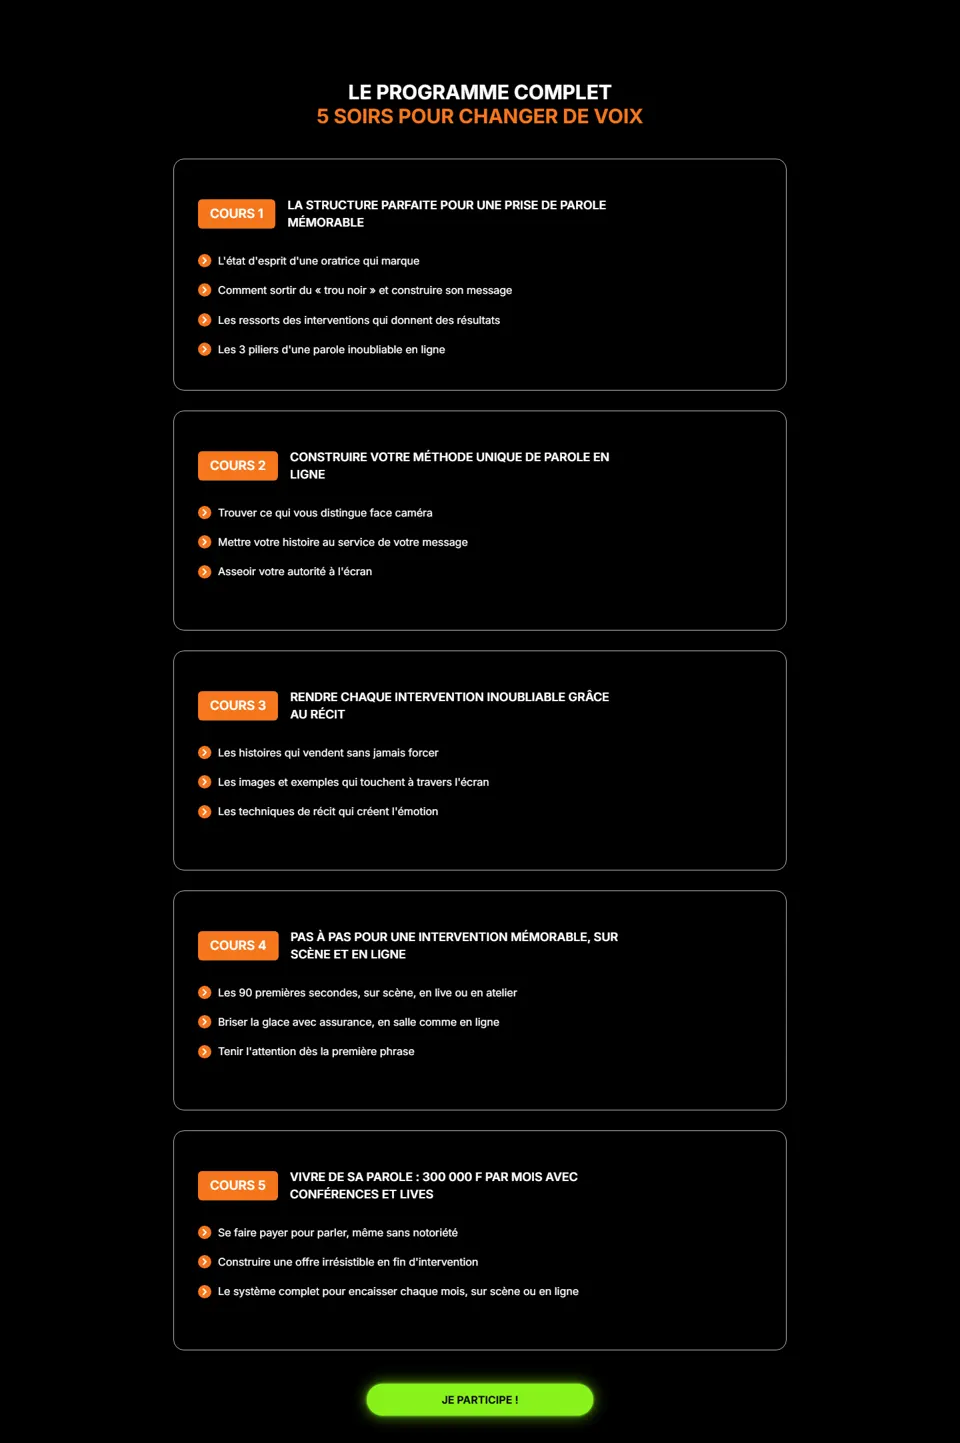 LE PROGRAMME COMPLET
5 SOIRS POUR CHANGER DE VOIX
COURS 1
LA STRUCTURE PARFAITE POUR UNE PRISE DE PAROLE
MÉMORABLE
L'état d'esprit d'une oratrice qui marque
Comment sortir du « trou noir » et construire son message
Les ressorts des interventions qui donnent des résultats
Les 3 piliers d'une parole inoubliable en ligne
COURS 2
CONSTRUIRE VOTRE MÉTHODE UNIQUE DE PAROLE EN
LIGNE
Trouver ce qui vous distingue face caméra
Mettre votre histoire au service de votre message
Asseoir votre autorité à l'écran
COURS 3
RENDRE CHAQUE INTERVENTION INOUBLIABLE GRÂCE
AU RÉCIT
Les histoires qui vendent sans jamais forcer
Les images et exemples qui touchent à travers l'écran
Les techniques de récit qui créent l'émotion
COURS 4
PAS À PAS POUR UNE INTERVENTION MÉMORABLE, SUR
SCÈNE ET EN LIGNE
Les 90 premières secondes, sur scène, en live ou en atelier
Briser la glace avec assurance, en salle comme en ligne
Tenir l'attention dès la première phrase
COURS 5
VIVRE DE SA PAROLE : 300 000 F PAR MOIS AVEC
CONFÉRENCES ET LIVES
Se faire payer pour parler, même sans notoriété
Construire une offre irrésistible en fin d'intervention
Le système complet pour encaisser chaque mois, sur scène ou en ligne
JE PARTICIPE !